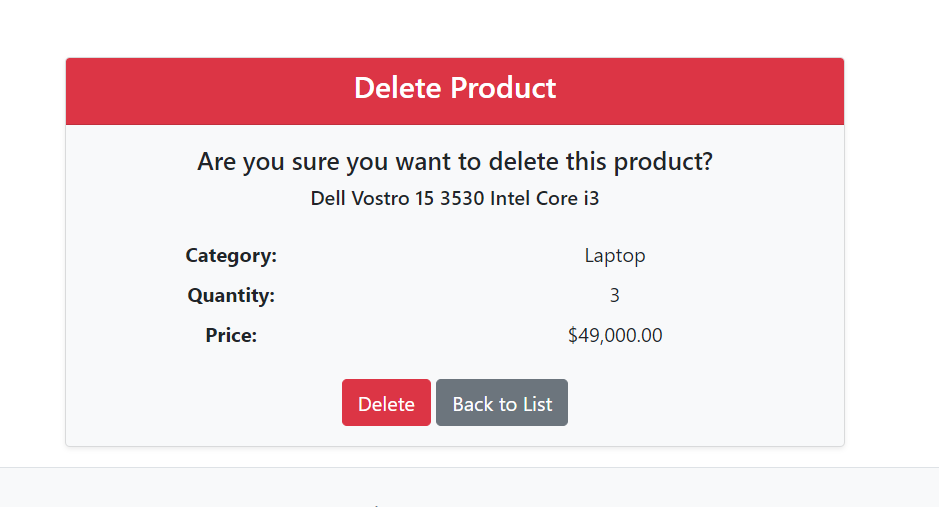 Delete Product
Are you sure you want to delete this product?
Dell Vostro 15 3530 Intel Core i3
Category: Laptop
Quantity: 3
Price: $49,000.00
Delete Back to List